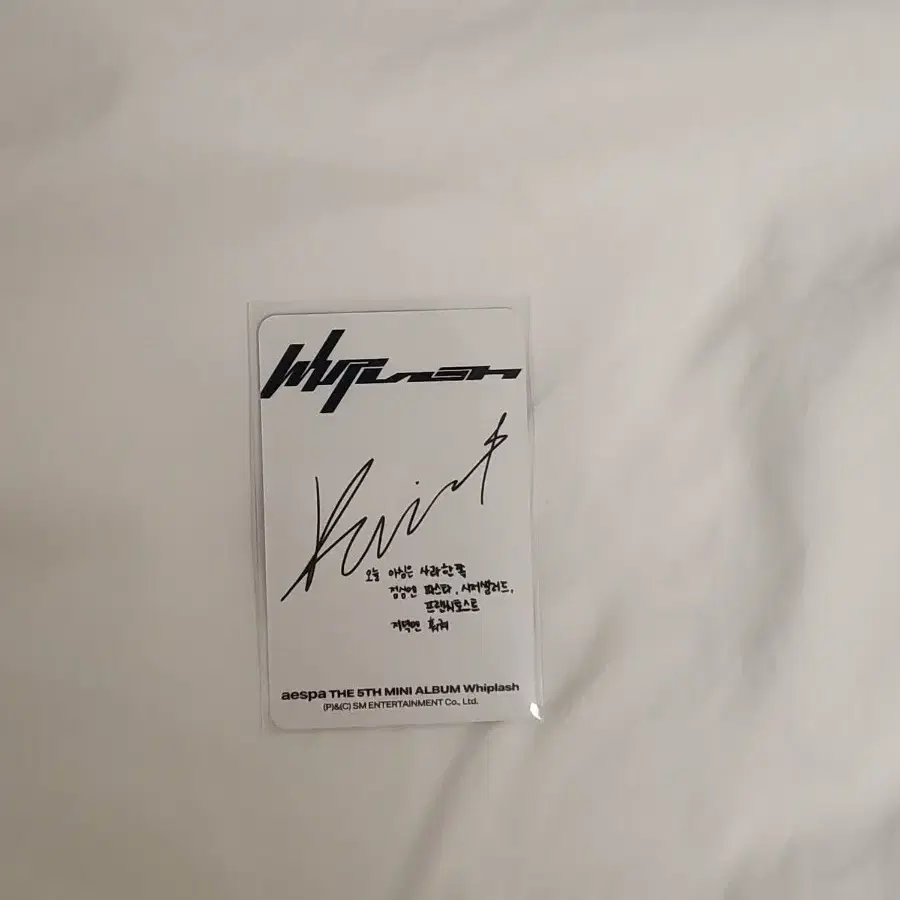 Whiplash
Karina
오늘 아침은 사라한쪽
점심엔 파스타, 시저샐러드,
프렌치토스트
저녁엔 훠궈
aespa THE 5TH MINI ALBUM Whiplash
(P)&(C) SM ENTERTAINMENT Co., Ltd.